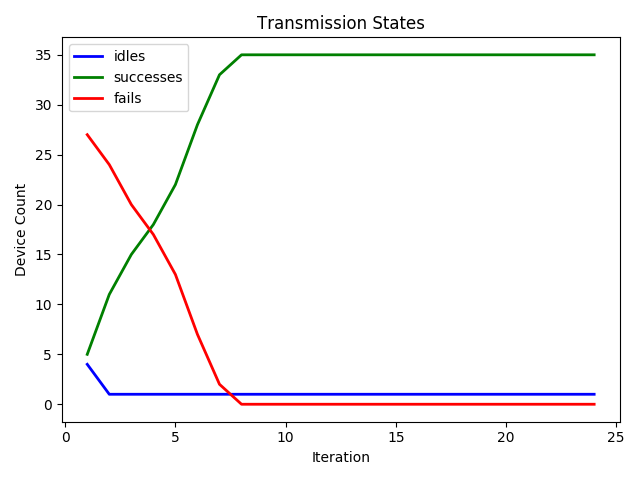 Transmission States
idles
successes
fails
35
30
25
20
15
10
5
0
Device Count
0
5
10
15
20
25
Iteration